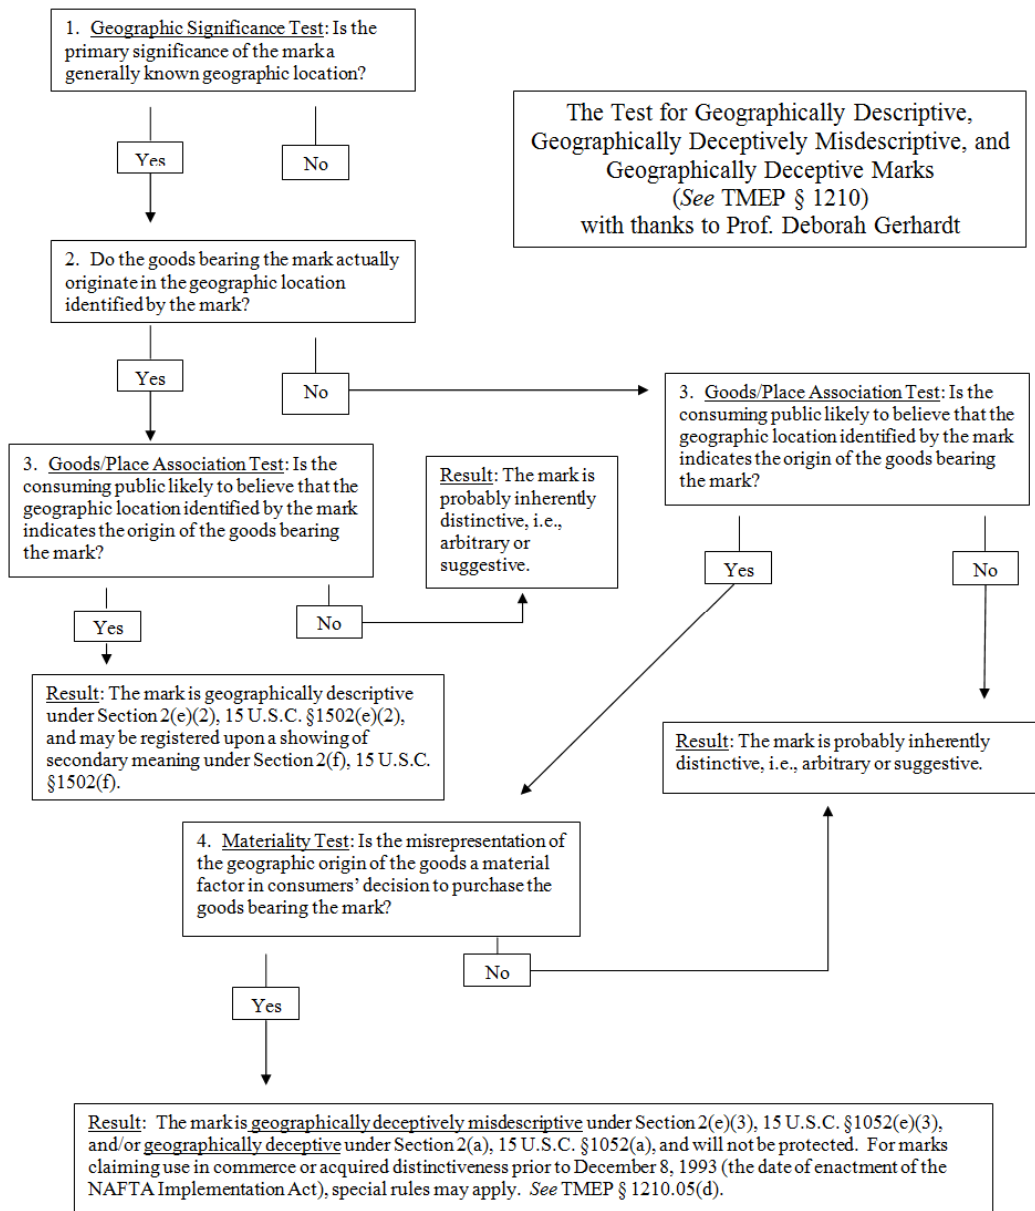 1. Geographic Significance Test: Is the
primary significance of the mark a
generally known geographic location?
The Test for Geographically Descriptive,
Geographically Deceptively Misdescriptive, and
Geographically Deceptive Marks
(See TMEP § 1210)
with thanks to Prof. Deborah Gerhardt
Yes
No
2. Do the goods bearing the mark actually
originate in the geographic location
identified by the mark?
Yes
No
3. Goods/Place Association Test: Is the
consuming public likely to believe that the
geographic location identified by the mark
indicates the origin of the goods bearing
the mark?
Result: The mark is
probably inherently
distinctive, i.e.,
arbitrary or
suggestive.
3. Goods/Place Association Test: Is the
consuming public likely to believe that the
geographic location identified by the mark
indicates the origin of the goods bearing
the mark?
Yes
No
Yes
No
Result: The mark is geographically descriptive
under Section 2(e)(2), 15 U.S.C. §1502(e)(2),
and may be registered upon a showing of
secondary meaning under Section 2(f), 15 U.S.C.
§1502(f).
Result: The mark is probably inherently
distinctive, i.e., arbitrary or suggestive.
4. Materiality Test: Is the misrepresentation of
the geographic origin of the goods a material
factor in consumers’ decision to purchase the
goods bearing the mark?
No
Yes
Result: The mark is geographically deceptively misdescriptive under Section 2(e)(3), 15 U.S.C. §1052(e)(3),
and/or geographically deceptive under Section 2(a), 15 U.S.C. §1052(a), and will not be protected. For marks
claiming use in commerce or acquired distinctiveness prior to December 8, 1993 (the date of enactment of the
NAFTA Implementation Act), special rules may apply. See TMEP § 1210.05(d).